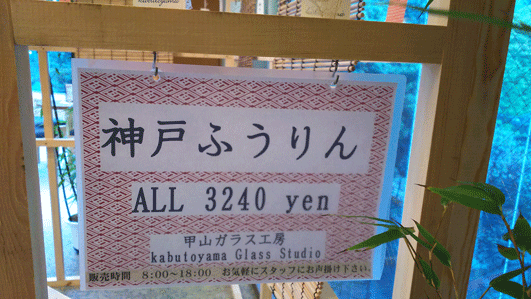 kabutoyama
神戸ふうりん
ALL 3240 yen
甲山ガラス工房
kabutoyama Glass Studio
販売時間 8:00~18:00 お気軽にスタッフにお声掛け下さい。